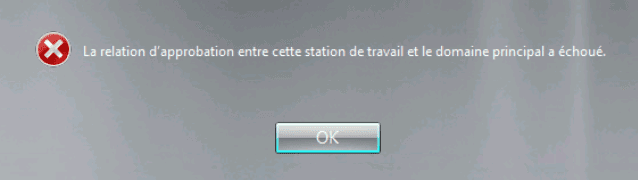 La relation d'approbation entre cette station de travail et le domaine principal a échoué.
OK